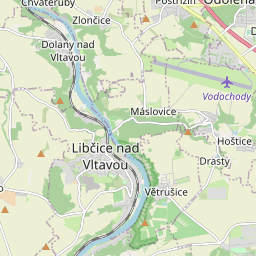 Chvatěruby
Postřižín
Zlončice
Odolena
Dolany nad
Vltavou
Vodochody
Máslovice
Hoštice
Libčice nad
Vltavou
Drasty
Větrušice